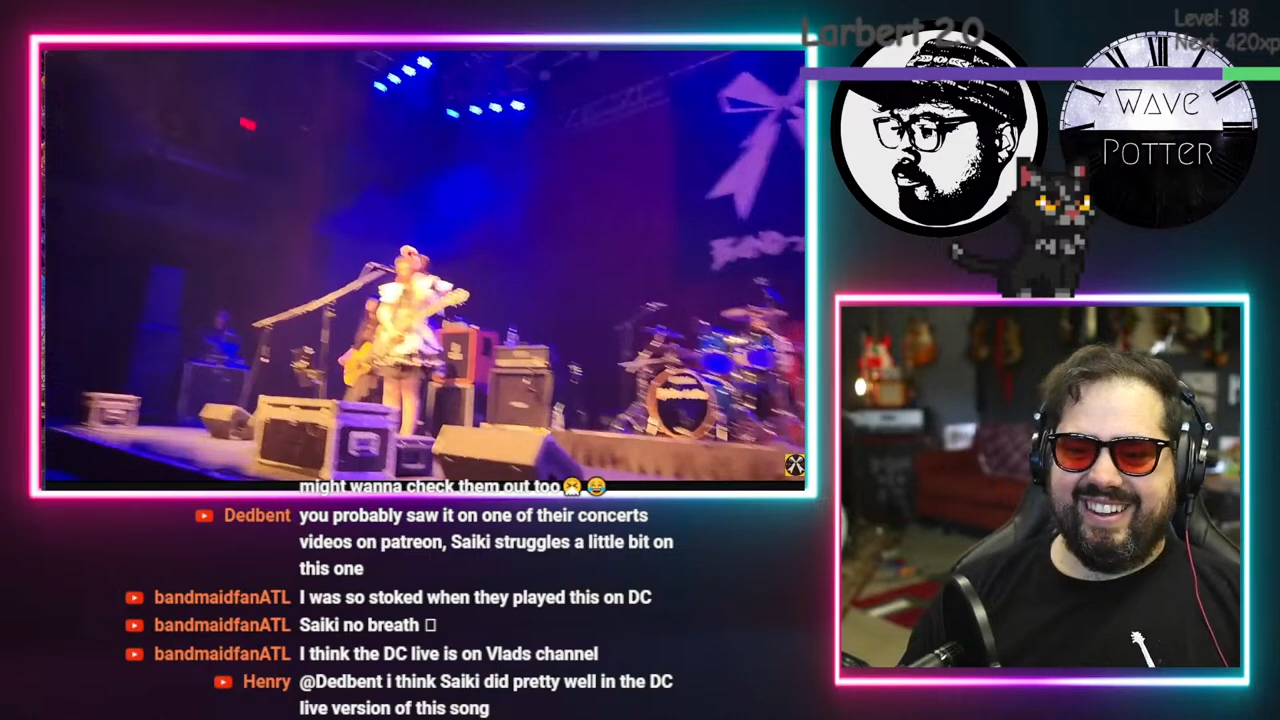 Larbert 2.0
Level: 18
Next: 420xp
WAVE
POTTER
might wanna check them out too 😤 😂
Dedbent you probably saw it on one of their concerts
videos on patreon, Saiki struggles a little bit on
this one
bandmaidfanATL I was so stoked when they played this on DC
bandmaidfanATL Saiki no breath
bandmaidfanATL I think the DC live is on Vlads channel
Henry @Dedbent i think Saiki did pretty well in the DC
live version of this song